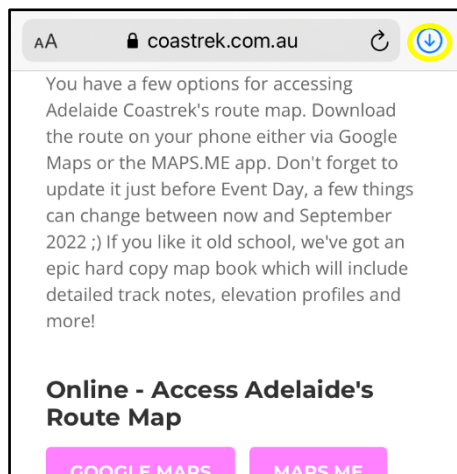 AA coastrek.com.au
You have a few options for accessing
Adelaide Coastrek's route map. Download
the route on your phone either via Google
Maps or the MAPS.ME app. Don't forget to
update it just before Event Day, a few things
can change between now and September
2022 ;) If you like it old school, we've got an
epic hard copy map book which will include
detailed track notes, elevation profiles and
more!
Online - Access Adelaide's
Route Map
GOOGLE MAPS MAPS.ME